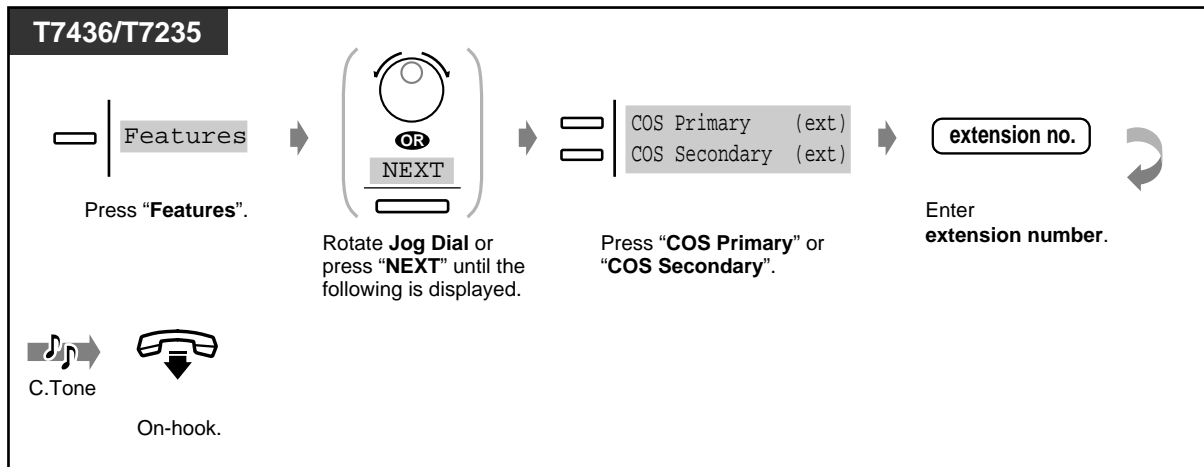 T7436/T7235
Features
OR
NEXT
COS Primary (ext)
COS Secondary (ext)
extension no.
Press “Features”.
Rotate Jog Dial or
press “NEXT” until the
following is displayed.
Press “COS Primary” or
“COS Secondary”.
Enter
extension number.
C.Tone
On-hook.